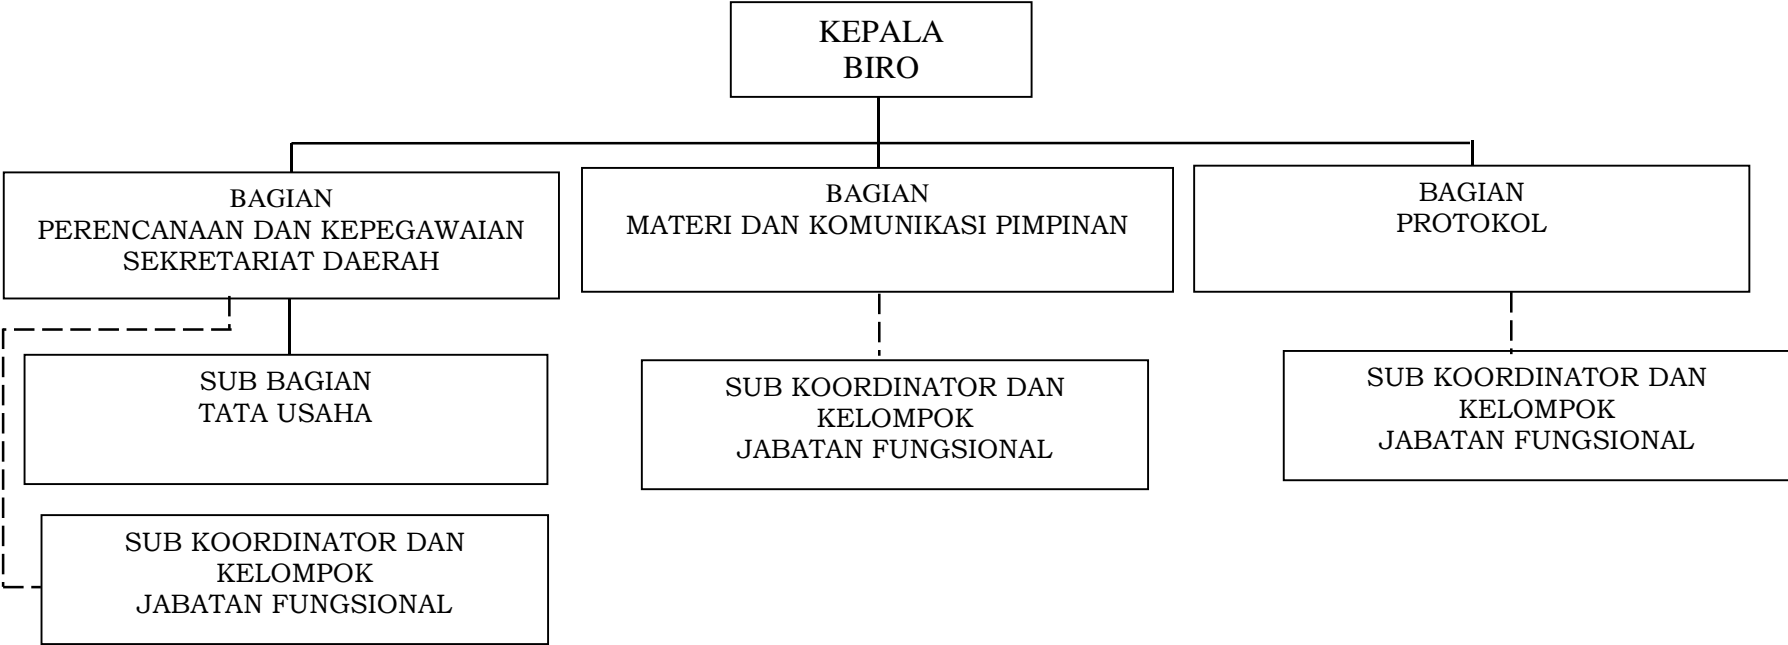 KEPALA
BIRO
BAGIAN
PERENCANAAN DAN KEPEGAWAIAN
SEKRETARIAT DAERAH
BAGIAN
MATERI DAN KOMUNIKASI PIMPINAN
BAGIAN
PROTOKOL
SUB BAGIAN
TATA USAHA
SUB KOORDINATOR DAN
KELOMPOK
JABATAN FUNGSIONAL
SUB KOORDINATOR DAN
KELOMPOK
JABATAN FUNGSIONAL
SUB KOORDINATOR DAN
KELOMPOK
JABATAN FUNGSIONAL